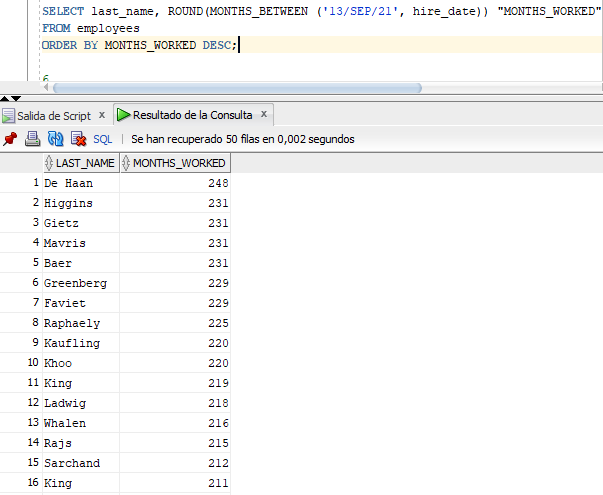 SELECT last_name, ROUND(MONTHS_BETWEEN ('13/SEP/21', hire_date)) "MONTHS_WORKED"
FROM employees
ORDER BY MONTHS_WORKED DESC;
6
Salida de Script x Resultado de la Consulta x
SQL | Se han recuperado 50 filas en 0,002 segundos
LAST_NAME MONTHS_WORKED
1 De Haan 248
2 Higgins 231
3 Gietz 231
4 Mavris 231
5 Baer 231
6 Greenberg 229
7 Faviet 229
8 Raphaely 225
9 Kaufling 220
10 Khoo 220
11 King 219
12 Ladwig 218
13 Whalen 216
14 Rajs 215
15 Sarchand 212
16 King 211